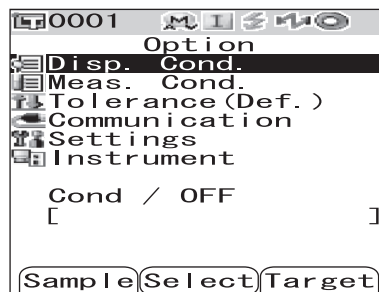 0001 M I
Option
Disp. Cond.
Meas. Cond.
Tolerance(Def.)
Communication
Settings
Instrument
Cond / OFF
[ ]
Sample Select Target